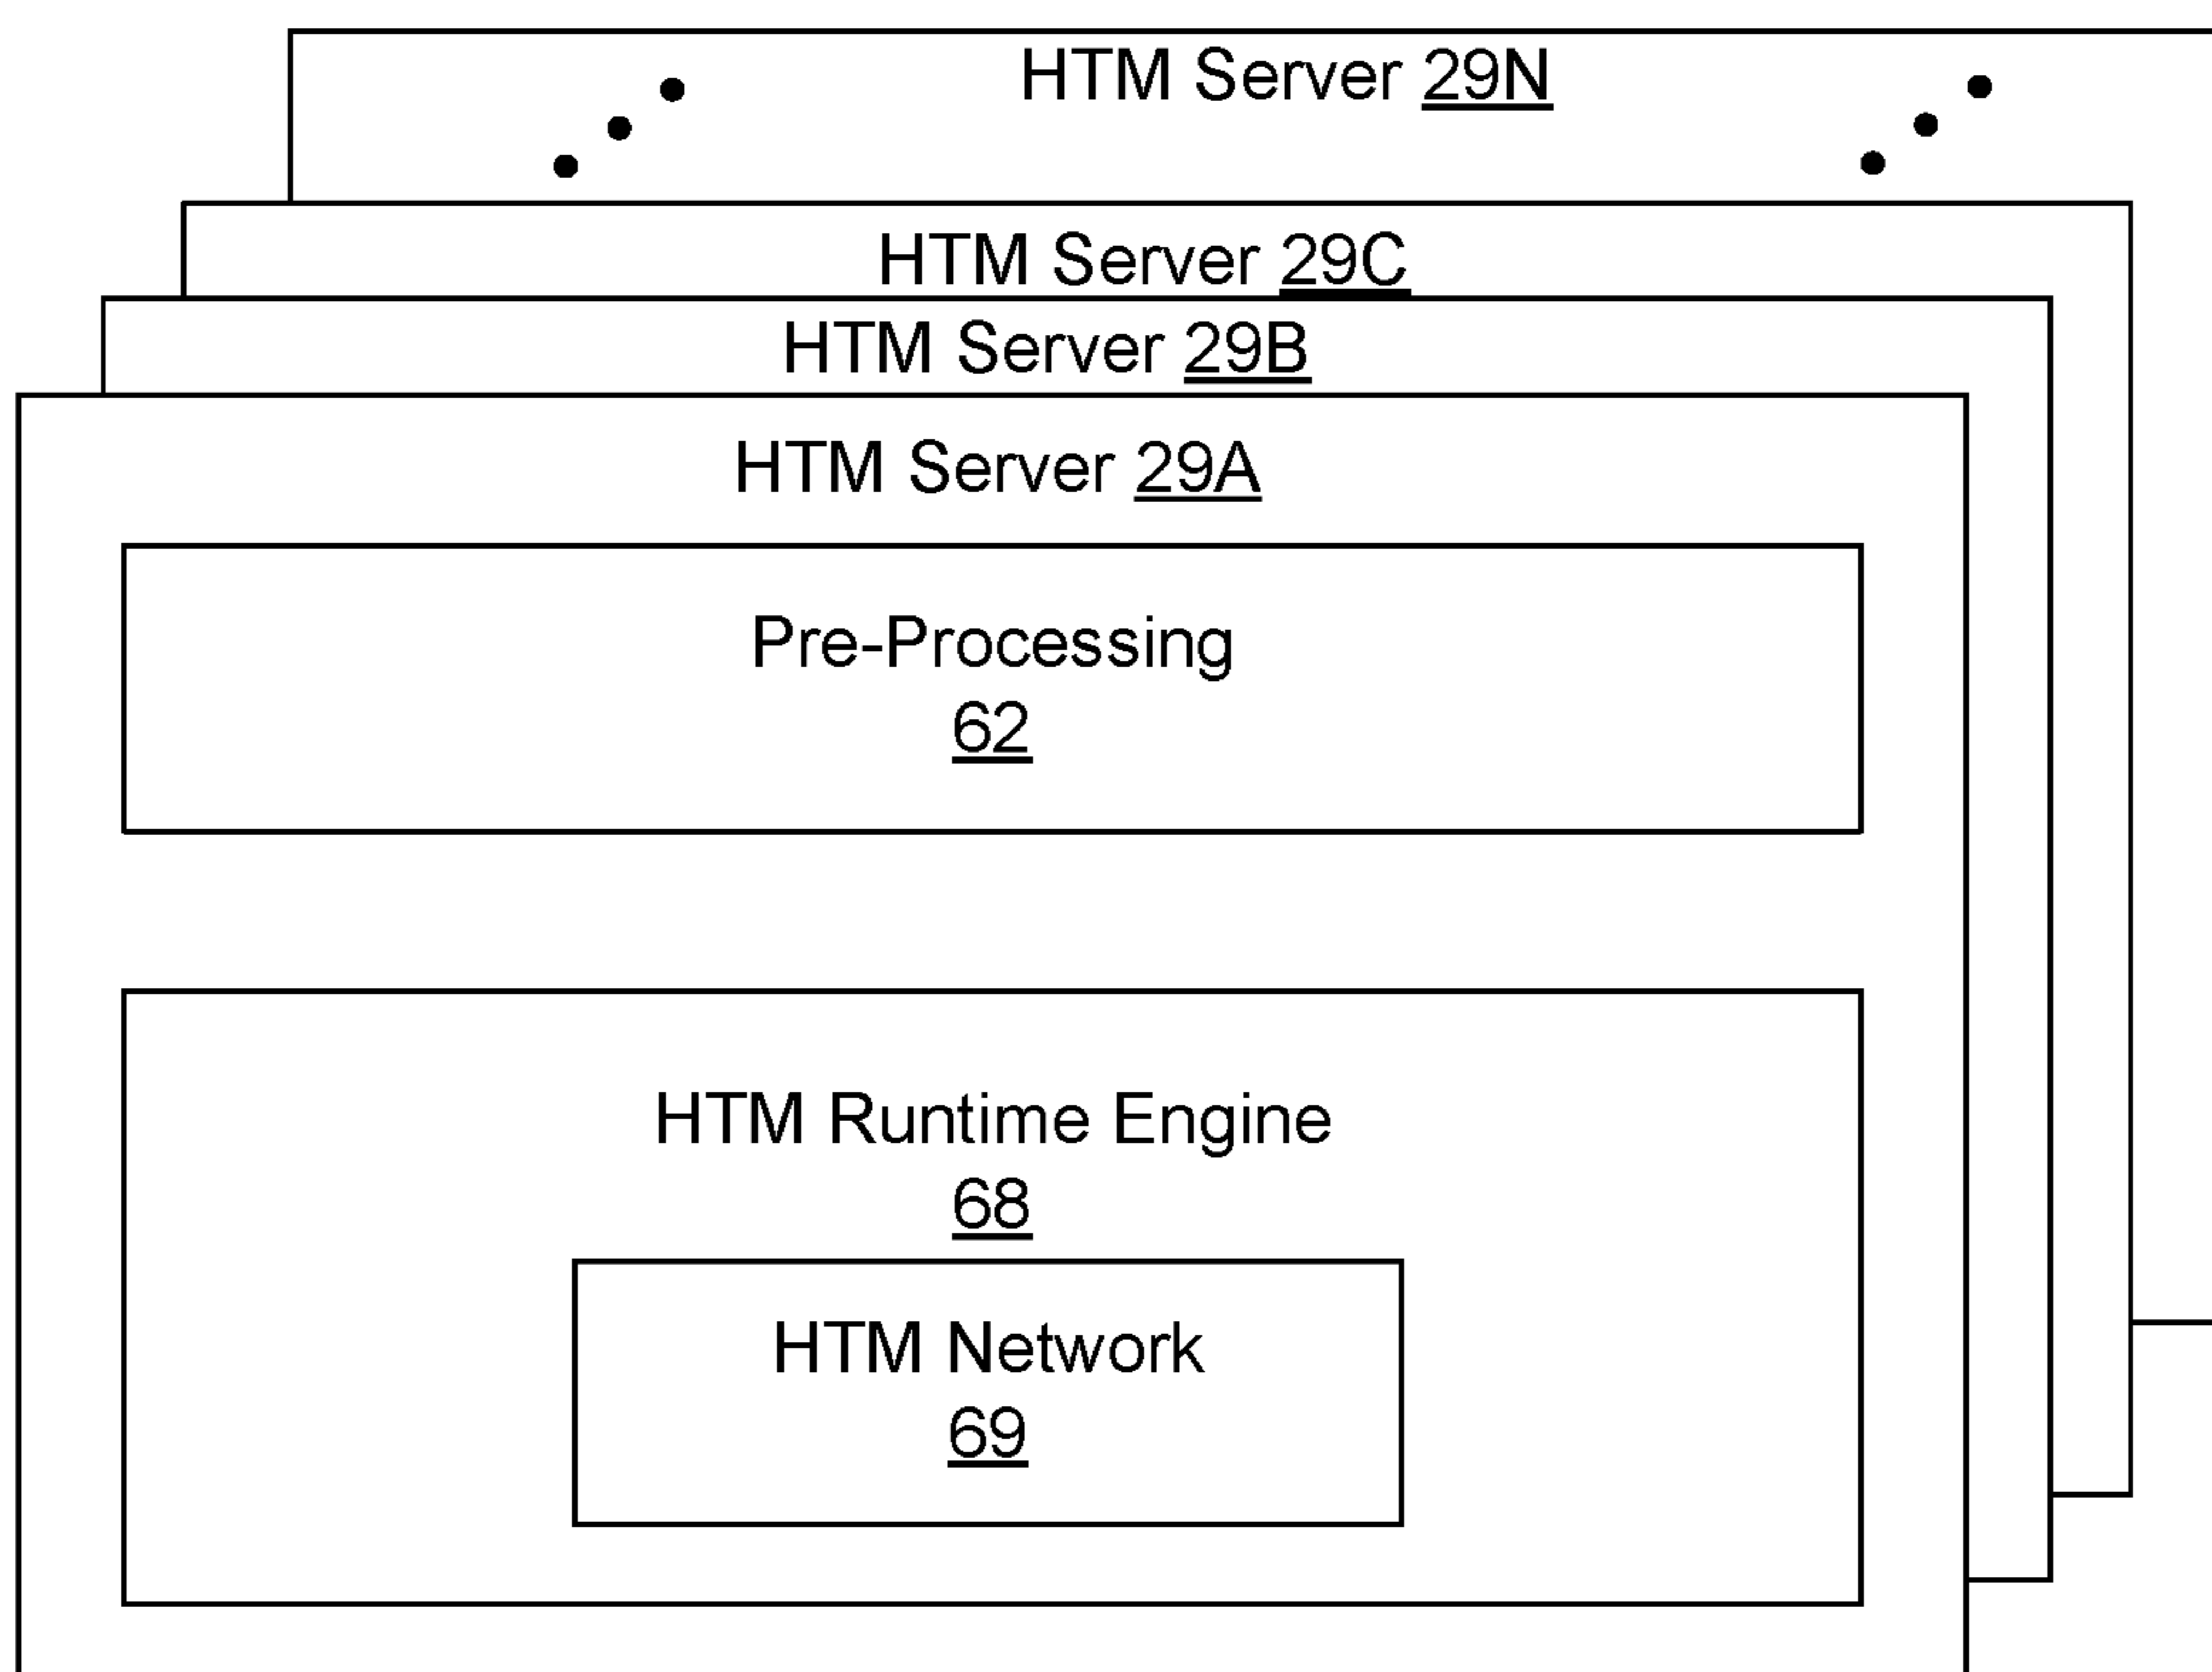 HTM Server 29N
HTM Server 29C
HTM Server 29B
HTM Server 29A
Pre-Processing
62
HTM Runtime Engine
68
HTM Network
69